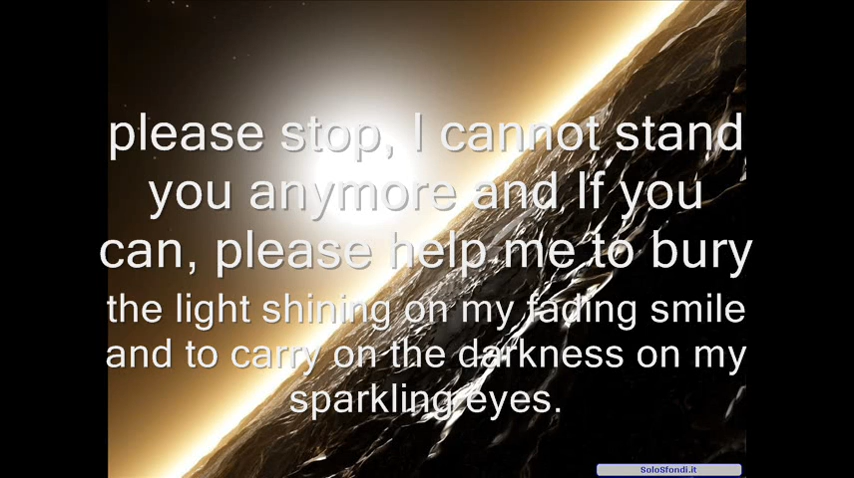 please stop, I cannot stand
you anymore and If you
can, please help me to bury
the light shining on my fading smile
and to carry on the darkness on my
sparkling eyes.
SoloSfondi.it